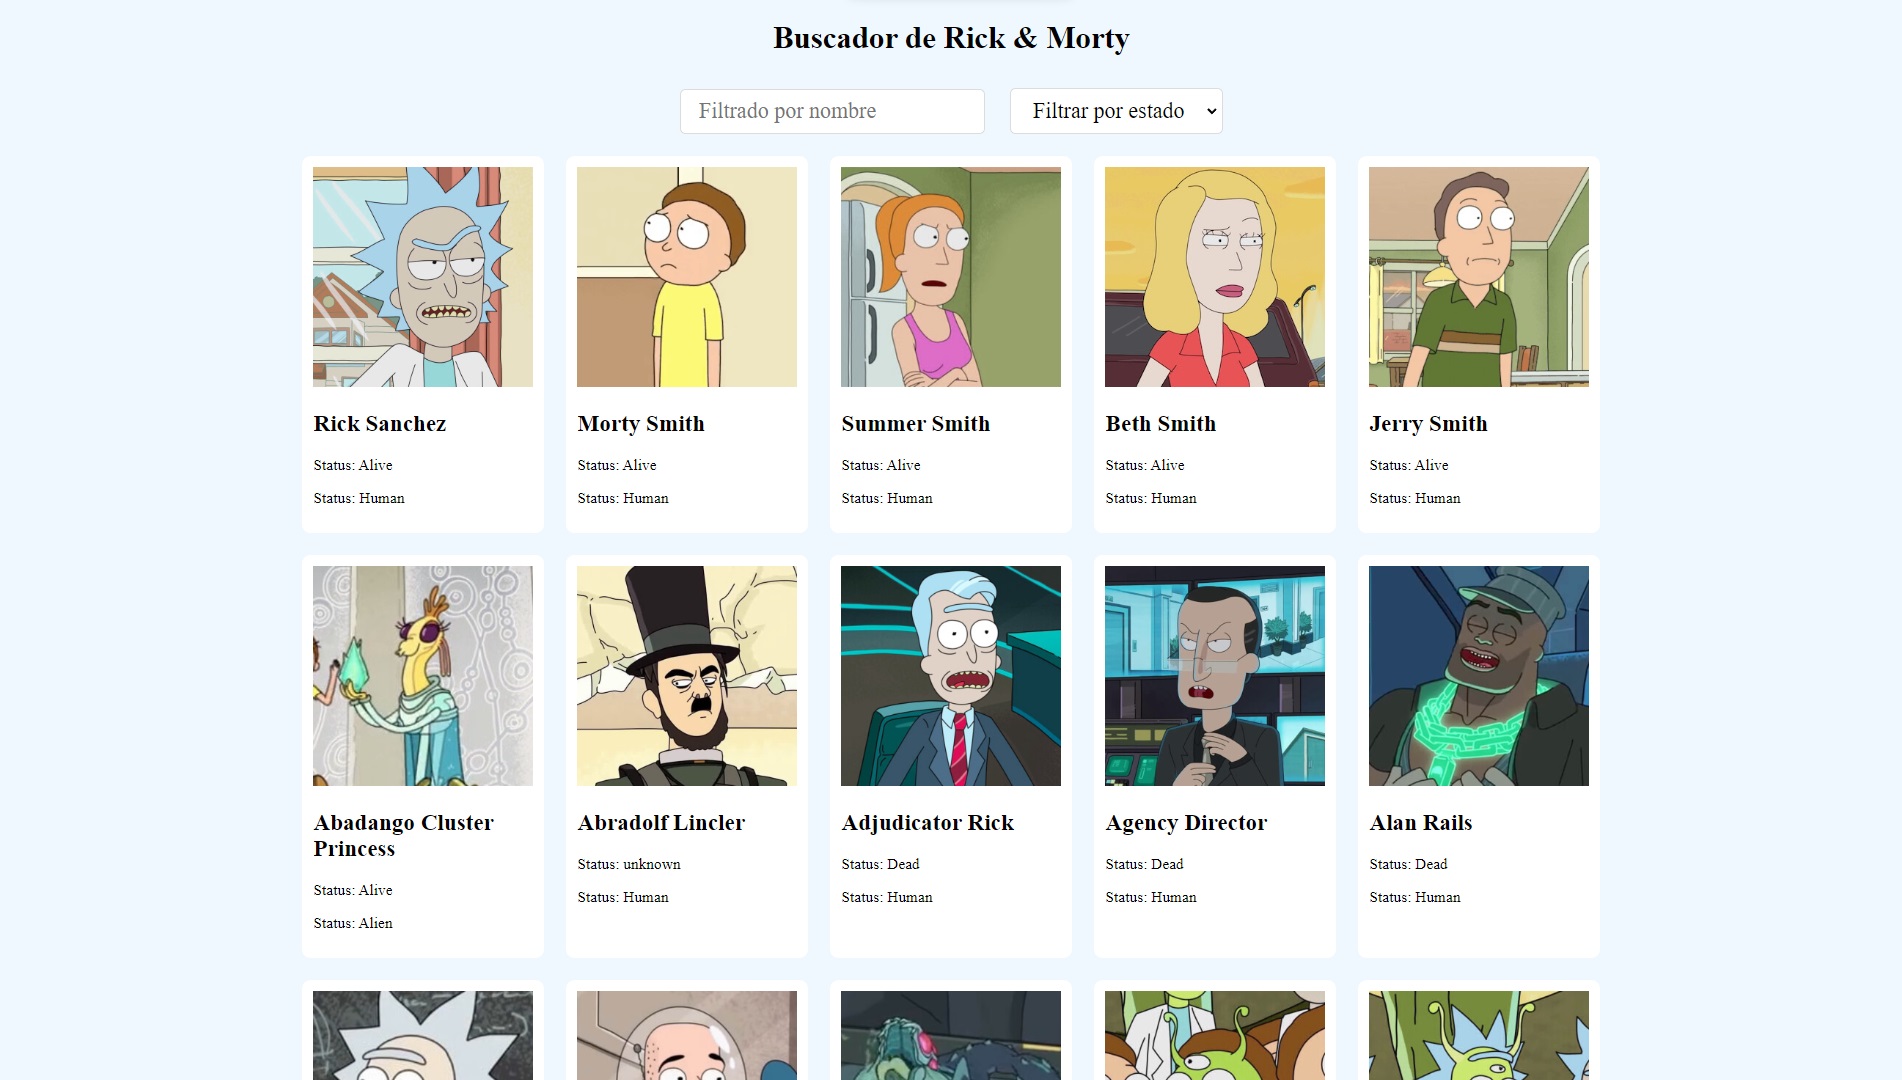 Buscador de Rick & Morty
Filtrado por nombre
Filtrar por estado
Rick Sanchez
Status: Alive
Status: Human
Morty Smith
Status: Alive
Status: Human
Summer Smith
Status: Alive
Status: Human
Beth Smith
Status: Alive
Status: Human
Jerry Smith
Status: Alive
Status: Human
Abadango Cluster
Princess
Status: Alive
Status: Alien
Abradolf Lincler
Status: unknown
Status: Human
Adjudicator Rick
Status: Dead
Status: Human
Agency Director
Status: Dead
Status: Human
Alan Rails
Status: Dead
Status: Human